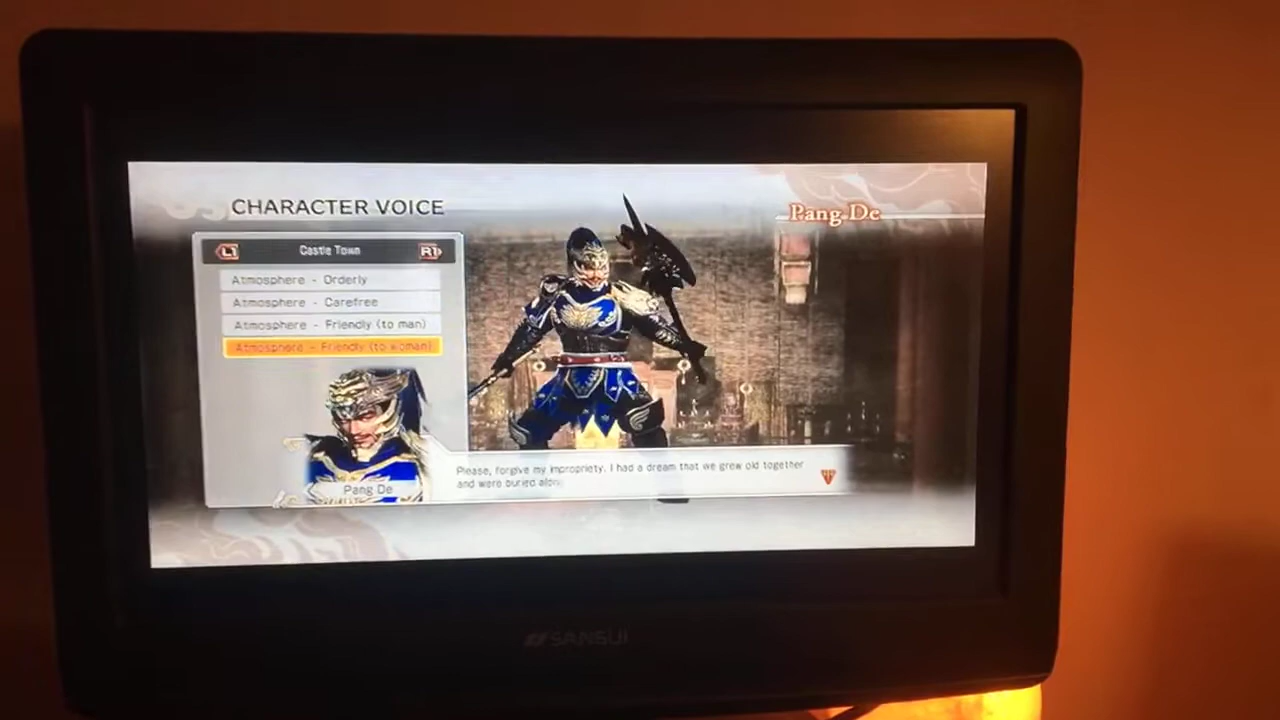 CHARACTER VOICE
Pang De
L1 Castle Town R1
Atmosphere - Orderly
Atmosphere - Carefree
Atmosphere - Friendly (to man)
Atmosphere - Friendly (to woman)
Please, forgive my impropriety. I had a dream that we grew old together
and were buried alon
Pang De
SANSUI